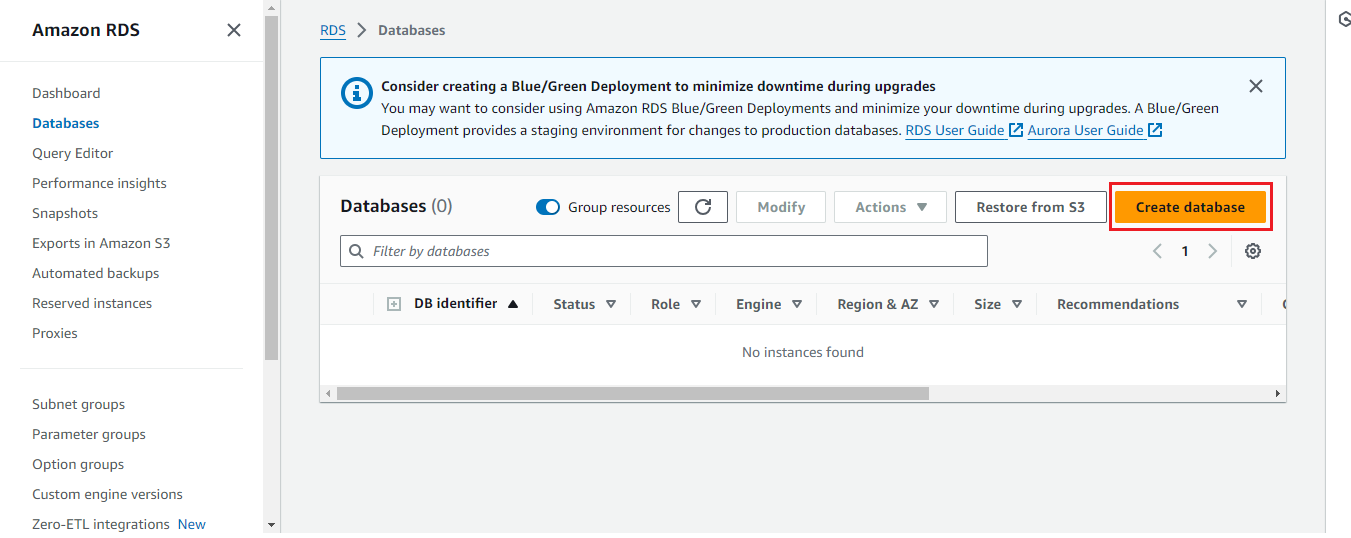 Amazon RDS
Dashboard
Databases
Query Editor
Performance insights
Snapshots
Exports in Amazon S3
Automated backups
Reserved instances
Proxies
Subnet groups
Parameter groups
Option groups
Custom engine versions
Zero-ETL integrations New
RDS Databases
Consider creating a Blue/Green Deployment to minimize downtime during upgrades
You may want to consider using Amazon RDS Blue/Green Deployments and minimize your downtime during upgrades. A Blue/Green
Deployment provides a staging environment for changes to production databases. RDS User Guide Aurora User Guide
Databases (0) Group resources Modify Actions Restore from S3 Create database
Filter by databases 1
DB identifier Status Role Engine Region & AZ Size Recommendations
No instances found